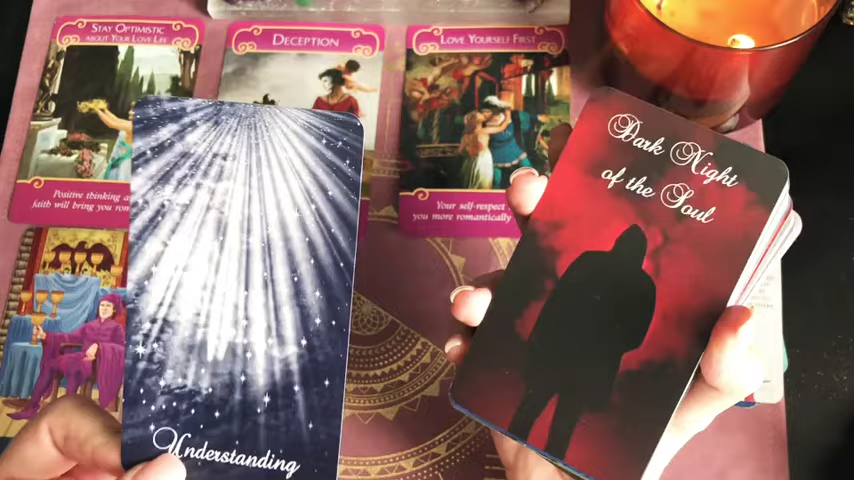 STAY OPTIMISTIC
ABOUT YOUR LOVE LIFE
DECEPTION
LOVE YOURSELF FIRST
Positive thinking
faith will bring you
Your self-respect
you more romantically
Dark Night
of the Soul
Understanding